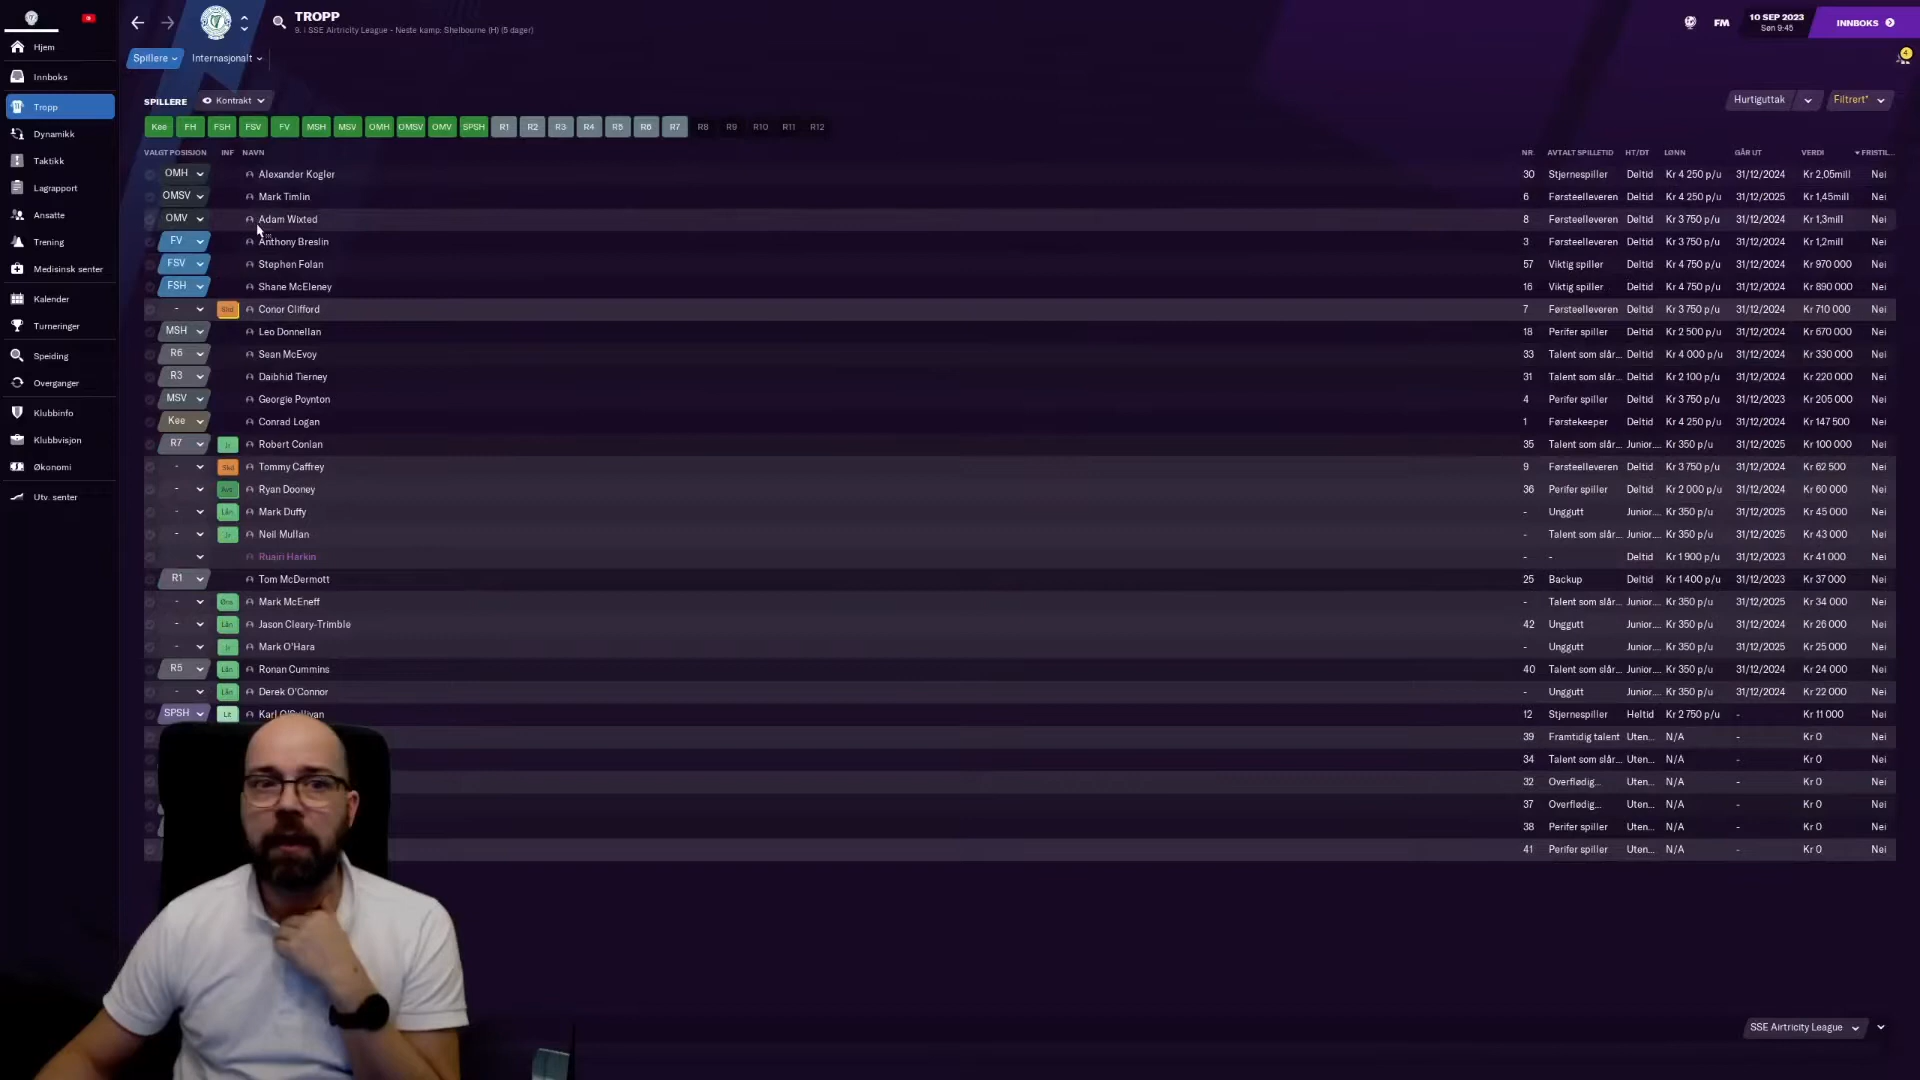 TROPP
9. i SSE Airtricity League - Neste kamp: Shelbourne (H) (5 dager)
FM
10 SEP 2023
Søn 9:45
INNBOKS
Hjem
Innboks
Tropp
Dynamikk
Taktikk
Lagrapport
Ansatte
Trening
Medisinsk senter
Kalender
Turneringer
Speiding
Overganger
Klubbinfo
Klubbvisjon
Økonomi
Utv. senter
Spillere
Internasjonalt
4
SPILLERE Kontrakt
Hurtiguttak Filtrert*
Kee FH FSH FSV FV MSH MSV OMH OMSV OMV SPSH R1 R2 R3 R4 R5 R6 R7 R8 R9 R10 R11 R12
VALGT POSISJON INF NAVN NR. AVTALT SPILLETID HT/DT LØNN GÅR UT VERDI FRISTIL...
OMH Alexander Kogler 30 Stjernespiller Deltid Kr 4 250 p/u 31/12/2024 Kr 2,05mill Nei
OMSV Mark Timlin 6 Førsteelleveren Deltid Kr 4 250 p/u 31/12/2025 Kr 1,45mill Nei
OMV Adam Wixted 8 Førsteelleveren Deltid Kr 3 750 p/u 31/12/2024 Kr 1,3mill Nei
FV Anthony Breslin 3 Førsteelleveren Deltid Kr 3 750 p/u 31/12/2024 Kr 1,2mill Nei
FSV Stephen Folan 57 Viktig spiller Deltid Kr 4 750 p/u 31/12/2024 Kr 970 000 Nei
FSH Shane McEleney 16 Viktig spiller Deltid Kr 4 750 p/u 31/12/2024 Kr 890 000 Nei
- Conor Clifford 7 Førsteelleveren Deltid Kr 3 750 p/u 31/12/2024 Kr 710 000 Nei
MSH Leo Donnellan 18 Perifer spiller Deltid Kr 2 500 p/u 31/12/2024 Kr 670 000 Nei
R6 Sean McEvoy 33 Talent som slår... Deltid Kr 4 000 p/u 31/12/2024 Kr 330 000 Nei
R3 Daibhid Tierney 31 Talent som slår... Deltid Kr 2 100 p/u 31/12/2024 Kr 220 000 Nei
MSV Georgie Poynton 4 Perifer spiller Deltid Kr 3 750 p/u 31/12/2023 Kr 205 000 Nei
Kee Conrad Logan 1 Førstekeeper Deltid Kr 4 250 p/u 31/12/2024 Kr 147 500 Nei
R7 Jr Robert Conlan 35 Talent som slår... Junior.... Kr 350 p/u 31/12/2025 Kr 100 000 Nei
- Skd Tommy Caffrey 9 Førsteelleveren Deltid Kr 3 750 p/u 31/12/2024 Kr 62 500 Nei
- Ryan Dooney 36 Perifer spiller Deltid Kr 2 000 p/u 31/12/2024 Kr 60 000 Nei
- Lån Mark Duffy - Unggutt Junior.... Kr 350 p/u 31/12/2025 Kr 45 000 Nei
- Jr Neil Mullan - Talent som slår... Junior.... Kr 350 p/u 31/12/2025 Kr 43 000 Nei
Ruairi Harkin - - Deltid Kr 1 900 p/u 31/12/2023 Kr 41 000 Nei
R1 Tom McDermott 25 Backup Deltid Kr 1 400 p/u 31/12/2023 Kr 37 000 Nei
- Mark McEneff - Talent som slår... Junior.... Kr 350 p/u 31/12/2025 Kr 34 000 Nei
- Lån Jason Cleary-Trimble 42 Unggutt Junior.... Kr 350 p/u 31/12/2024 Kr 26 000 Nei
- Jr Mark O'Hara - Unggutt Junior.... Kr 350 p/u 31/12/2025 Kr 25 000 Nei
R5 Lån Ronan Cummins 40 Talent som slår... Junior.... Kr 350 p/u 31/12/2024 Kr 24 000 Nei
- Lån Derek O'Connor - Unggutt Junior.... Kr 350 p/u 31/12/2024 Kr 22 000 Nei
SPSH Lit Karl O'Sullivan 12 Stjernespiller Heltid Kr 2 750 p/u - Kr 11 000 Nei
39 Framtidig talent Uten... N/A - Kr 0 Nei
34 Talent som slår... Uten... N/A - Kr 0 Nei
32 Overflødig... Uten... N/A - Kr 0 Nei
37 Overflødig... Uten... N/A - Kr 0 Nei
38 Perifer spiller Uten... N/A - Kr 0 Nei
41 Perifer spiller Uten... N/A - Kr 0 Nei
SSE Airtricity League